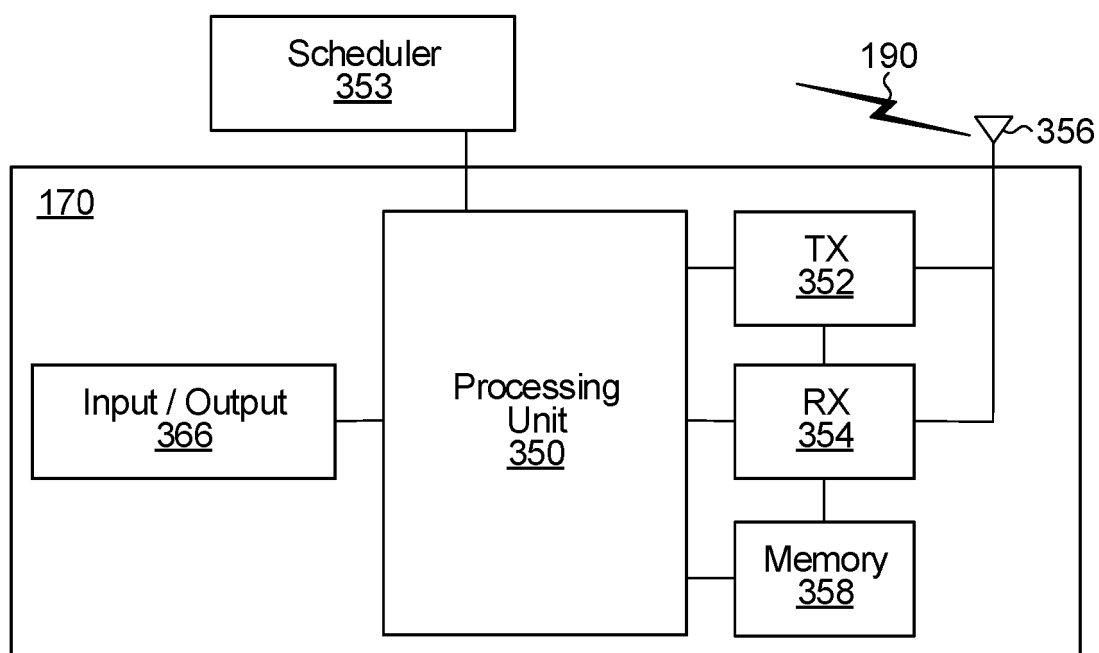 Scheduler
353
190
356
170
TX
352
Input / Output
366
Processing
Unit
350
RX
354
Memory
358